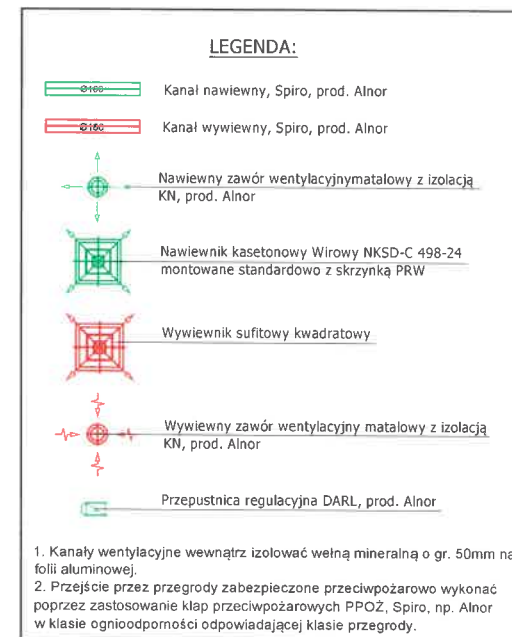 LEGENDA:
Ø160
Kanał nawiewny, Spiro, prod. Alnor
Ø160
Kanał wywiewny, Spiro, prod. Alnor
Nawiewny zawór wentylacyjnymatalowy z izolacją
KN, prod. Alnor
Nawiewnik kasetonowy Wirowy NKSD-C 498-24
montowane standardowo z skrzynką PRW
Wywiewnik sufitowy kwadratowy
Wywiewny zawór wentylacyjny matalowy z izolacją
KN, prod. Alnor
Przepustnica regulacyjna DARL, prod. Alnor
1. Kanały wentylacyjne wewnątrz izolować wełną mineralną o gr. 50mm na
folii aluminowej.
2. Przejście przez przegrody zabezpieczone przeciwpożarowo wykonać
poprzez zastosowanie klap przeciwpożarowych PPOŻ, Spiro, np. Alnor
w klasie ognioodporności odpowiadającej klasie przegrody.